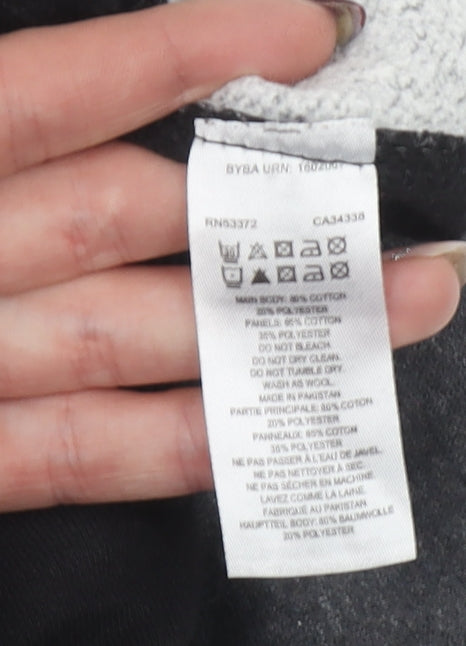 BYBA URN:
RN53372 CA34338
MAIN BODY: 80% COTTON
20% POLYESTER
PANELS: 65% COTTON
35% POLYESTER
DO NOT BLEACH.
DO NOT DRY CLEAN.
DO NOT TUMBLE DRY.
WASH AS WOOL.
MADE IN PAKISTAN
PARTIE PRINCIPALE: 80% COTON
20% POLYESTER
PANNEAUX: 65% COTON
35% POLYESTER
NE PAS PASSER À L'EAU DE JAVEL.
NE PAS NETTOYER À SEC.
NE PAS SÉCHER EN MACHINE.
LAVEZ COMME LA LAINE.
FABRIQUÉ AU PAKISTAN
HAUPTTEIL BODY: 80% BAUMWOLLE
20% POLYESTER